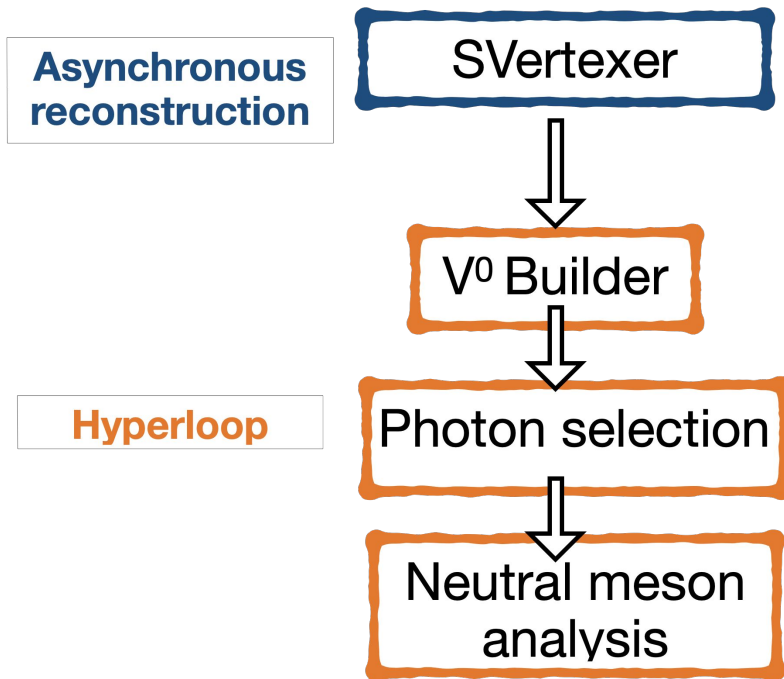 Asynchronous
reconstruction
SVertexer
V⁰ Builder
Hyperloop
Photon selection
Neutral meson
analysis